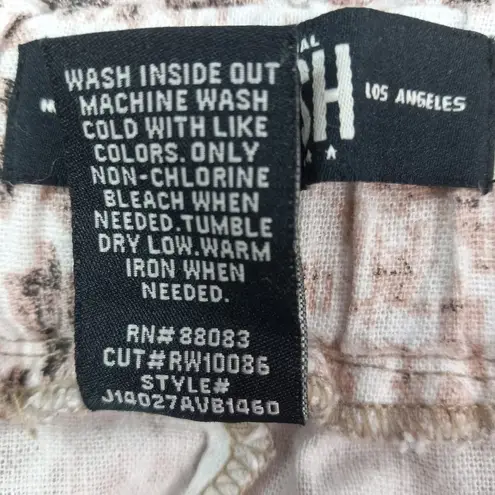 WASH INSIDE OUT
MACHINE WASH
COLD WITH LIKE
COLORS. ONLY
NON-CHLORINE
BLEACH WHEN
NEEDED.TUMBLE
DRY LOW.WARM
IRON WHEN
NEEDED.
RN# 88083
CUT#RW10086
STYLE#
J14027AVB1460
LOS ANGELES